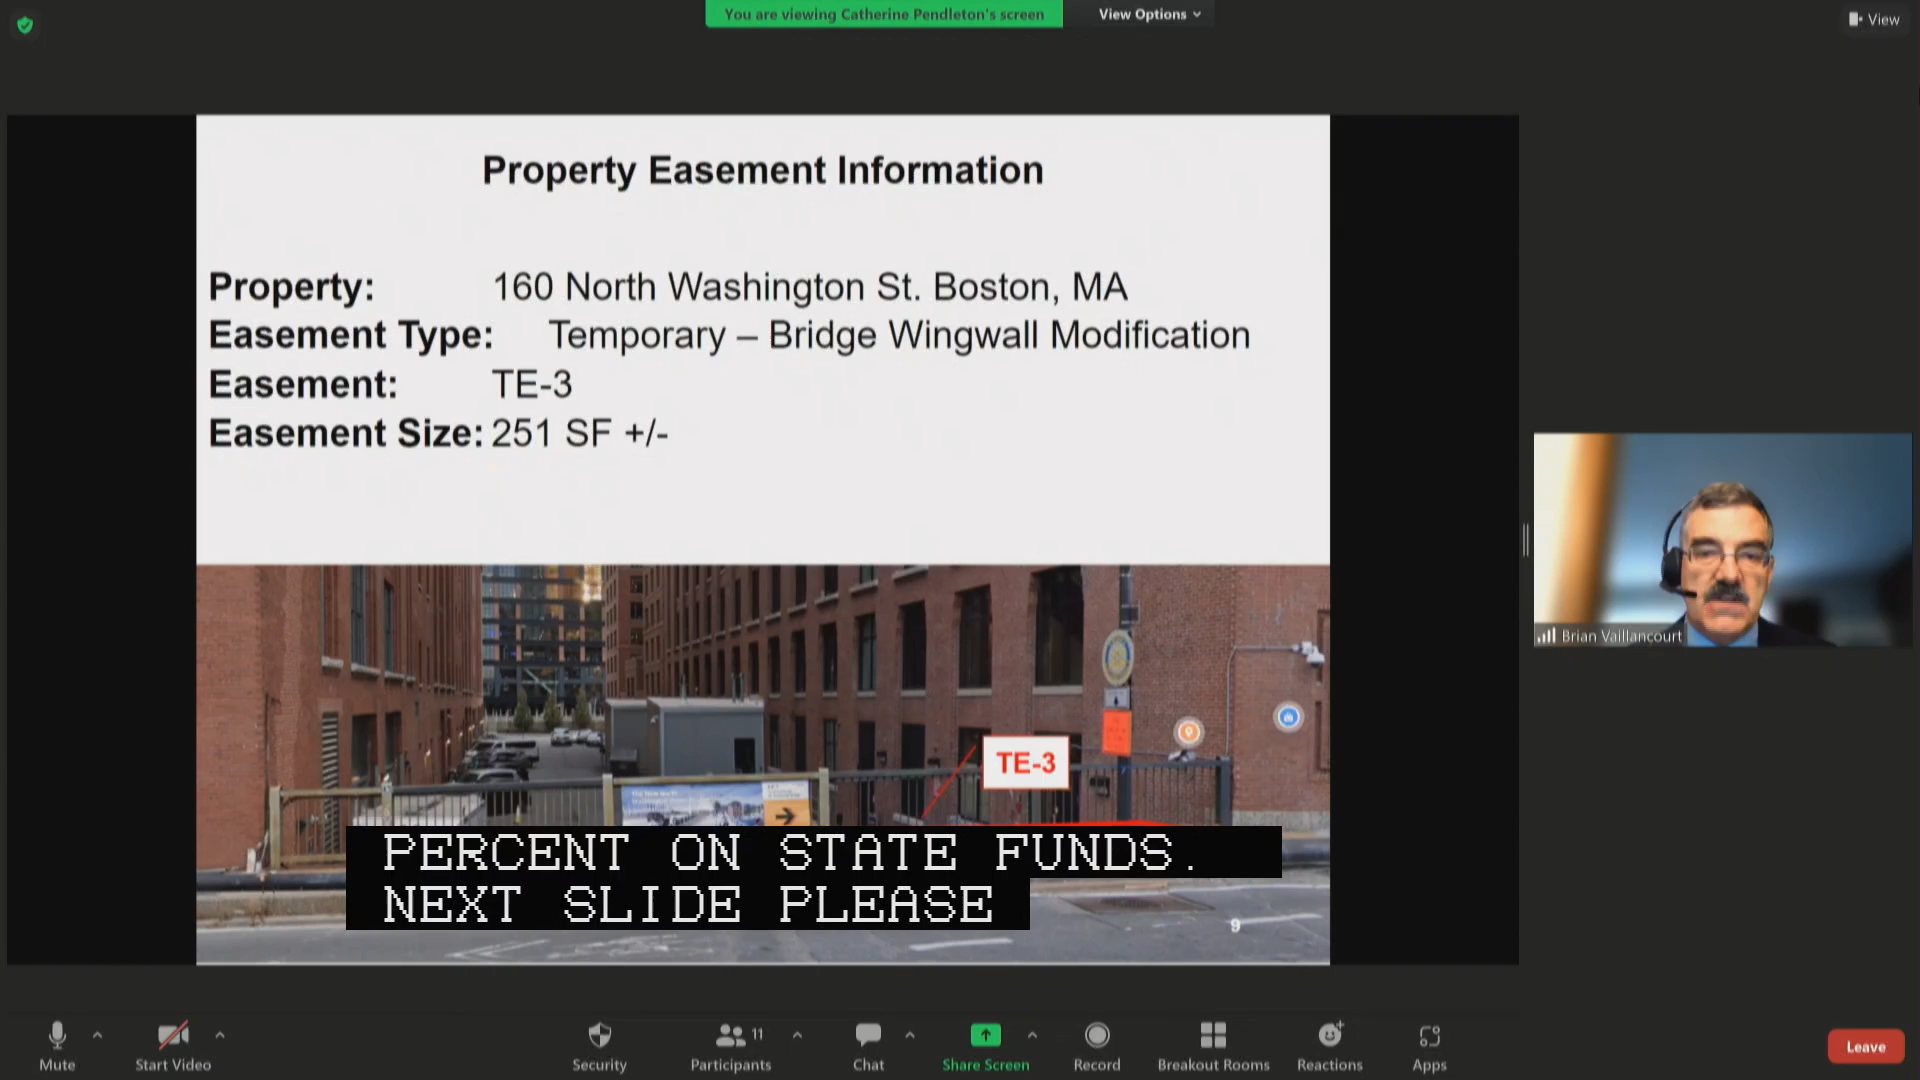 You are viewing Catherine Pendleton's screen
View Options
View
Property Easement Information
Property: 160 North Washington St. Boston, MA
Easement Type: Temporary – Bridge Wingwall Modification
Easement: TE-3
Easement Size: 251 SF +/-
TE-3
PERCENT ON STATE FUNDS.
NEXT SLIDE PLEASE
9
Brian Vaillancourt
Mute
Start Video
Security
11
Participants
Chat
Share Screen
Record
Breakout Rooms
Reactions
Apps
Leave